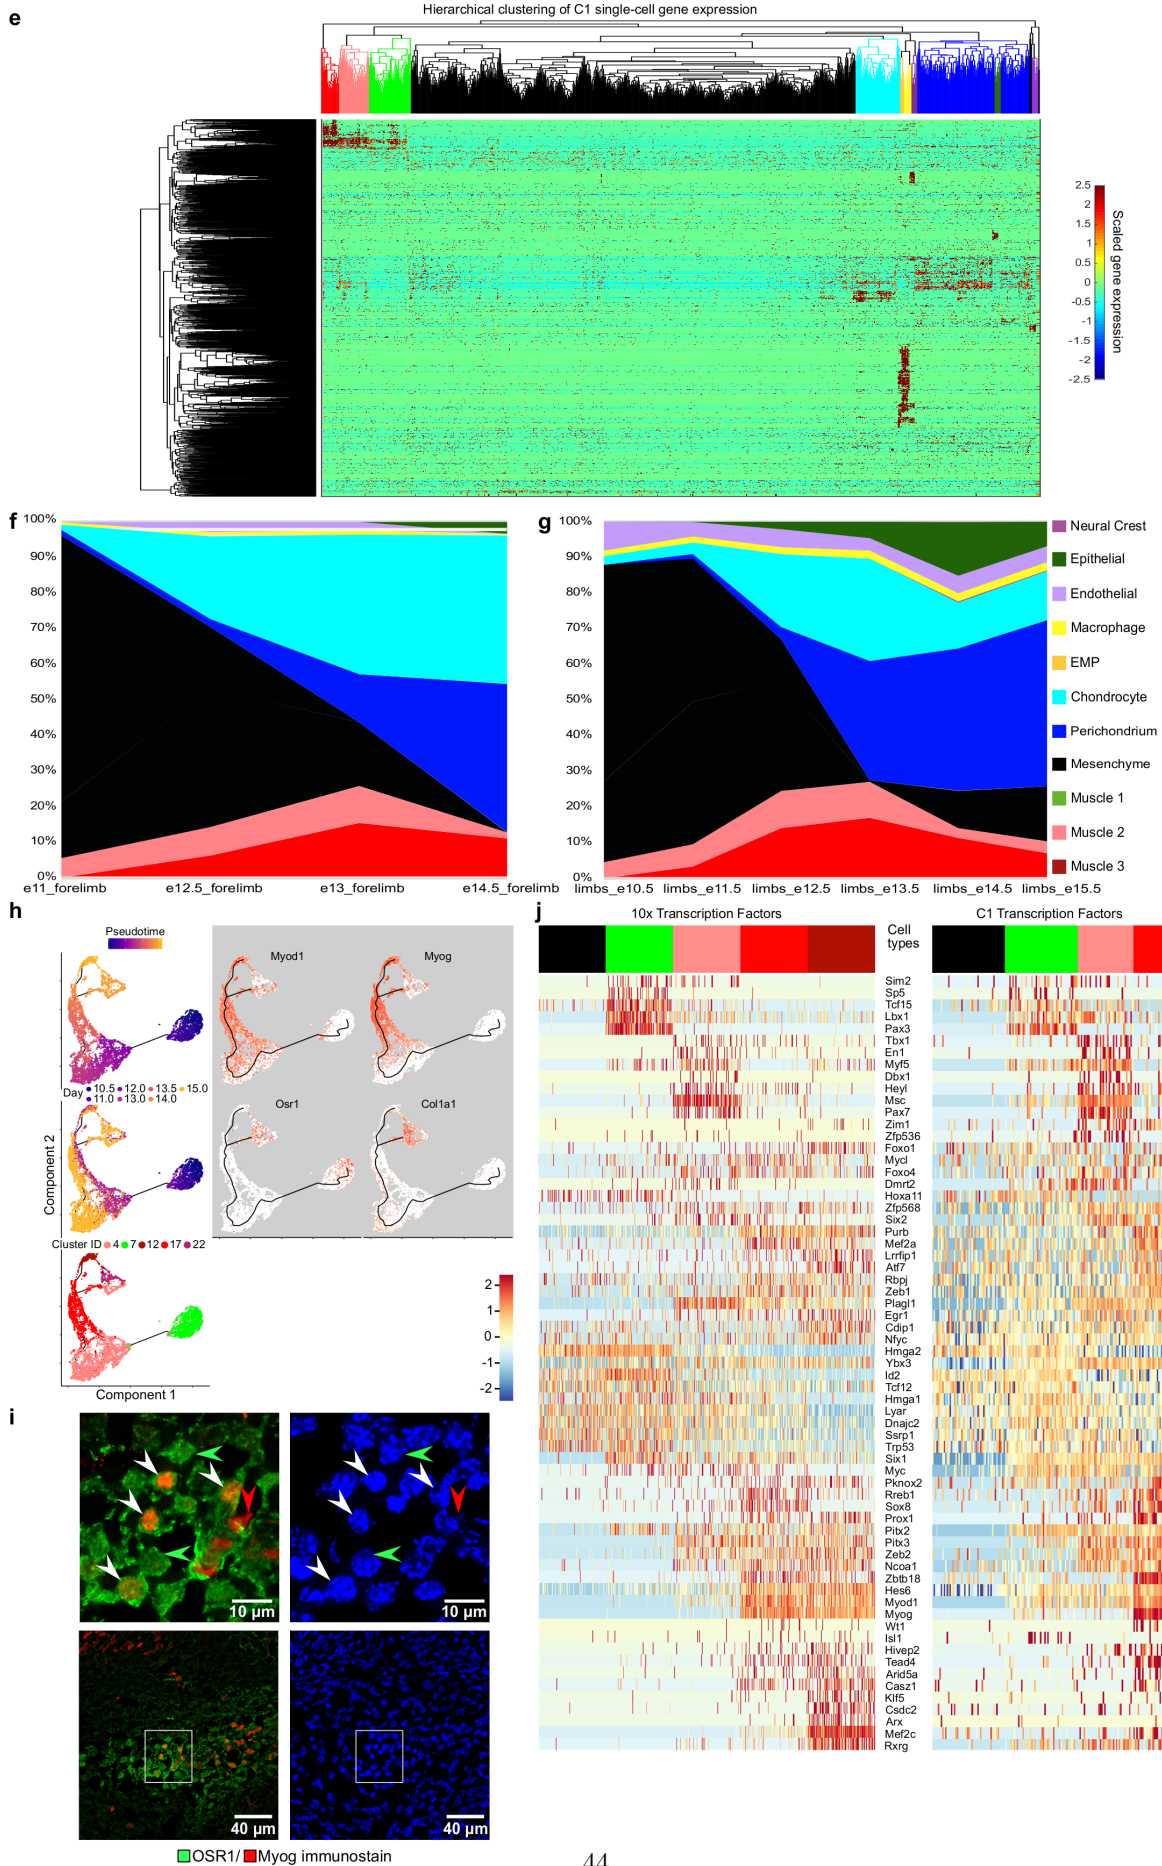 e
Hierarchical clustering of C1 single-cell gene expression
2.5
2
1.5
1
0.5
0
-0.5
-1
-1.5
-2
-2.5
Scaled gene expression
f
100%
90%
80%
70%
60%
50%
40%
30%
20%
10%
0%
e11_forelimb
e12.5_forelimb
e13_forelimb
e14.5_forelimb
g
100%
90%
80%
70%
60%
50%
40%
30%
20%
10%
0%
limbs_e10.5
limbs_e11.5
limbs_e12.5
limbs_e13.5
limbs_e14.5
limbs_e15.5
Neural Crest
Epithelial
Endothelial
Macrophage
EMP
Chondrocyte
Perichondrium
Mesenchyme
Muscle 1
Muscle 2
Muscle 3
h
Pseudotime
Day 10.5 12.0 13.5 15.0
11.0 13.0 14.0
Cluster ID 4 7 12 17 22
Component 2
Component 1
Myod1
Myog
Osr1
Col1a1
2
1
0
-1
-2
i
10 µm
10 µm
40 µm
40 µm
OSR1/ Myog immunostain
j
10x Transcription Factors
Cell
types
C1 Transcription Factors
Sim2
Sp5
Tcf15
Lbx1
Pax3
Tbx1
En1
Myf5
Dbx1
Heyl
Msc
Pax7
Zim1
Zfp536
Foxo1
Mycl
Foxo4
Dmrt2
Hoxa11
Zfp568
Six2
Purb
Mef2a
Lrrfip1
Atf7
Rbpj
Zeb1
Plagl1
Egr1
Cdip1
Nfyc
Hmga2
Ybx3
Id2
Tcf12
Hmga1
Lyar
Dnajc2
Ssrp1
Trp53
Six1
Myc
Pknox2
Rreb1
Sox8
Prox1
Pitx2
Pitx3
Zeb2
Ncoa1
Zbtb18
Hes6
Myod1
Myog
Wt1
Isl1
Hivep2
Tead4
Arid5a
Casz1
Klf5
Csdc2
Arx
Mef2c
Rxrg
44